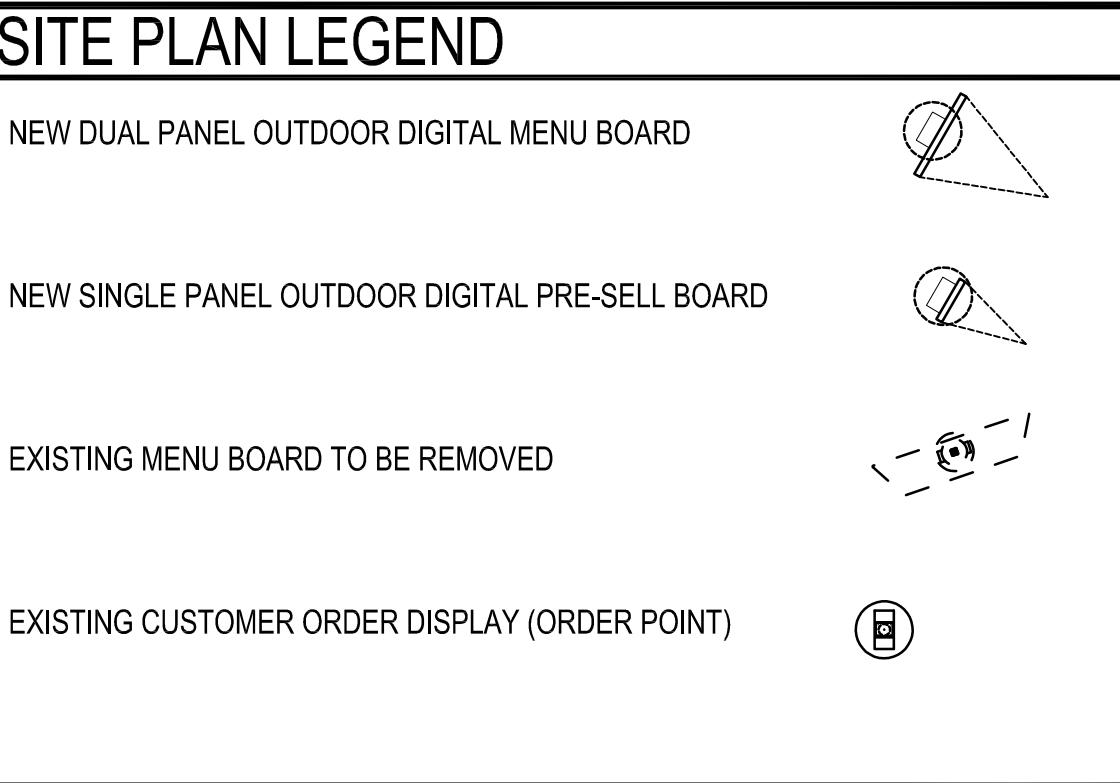 SITE PLAN LEGEND
NEW DUAL PANEL OUTDOOR DIGITAL MENU BOARD
NEW SINGLE PANEL OUTDOOR DIGITAL PRE-SELL BOARD
EXISTING MENU BOARD TO BE REMOVED
EXISTING CUSTOMER ORDER DISPLAY (ORDER POINT)